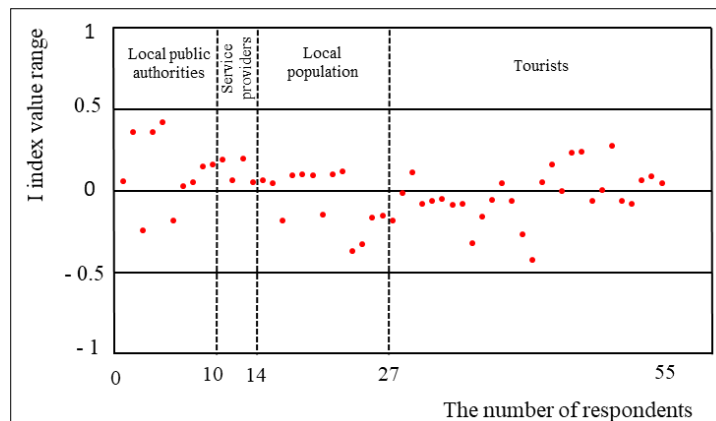 1
0.5
0
- 0.5
- 1
I index value range
Local public
authorities
Service
providers
Local
population
Tourists
0
10
14
27
55
The number of respondents